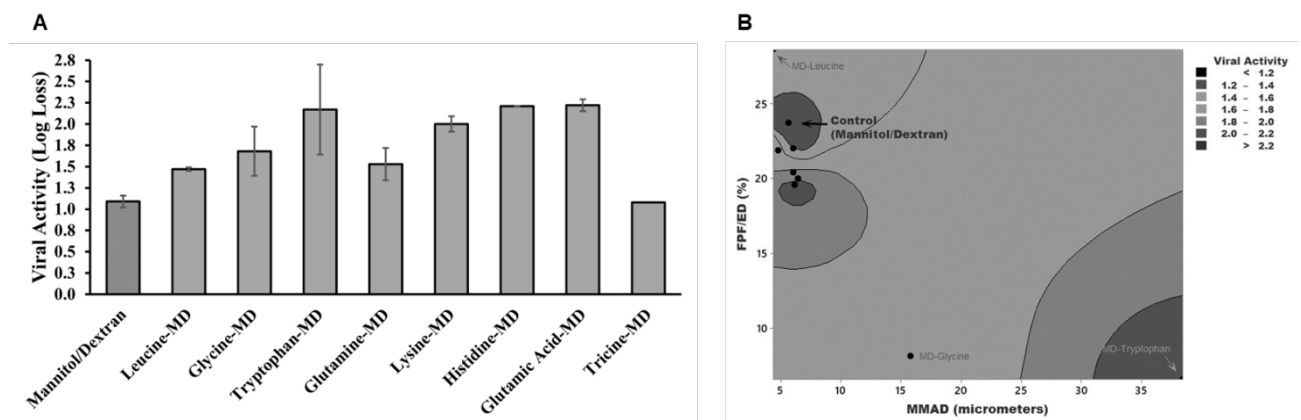 A
Viral Activity (Log Loss)
2.8
2.5
2.3
2.0
1.8
1.5
1.3
1.0
0.8
0.5
0.3
0.0
Mannitol/Dextran
Leucine-MD
Glycine-MD
Tryptophan-MD
Glutamine-MD
Lysine-MD
Histidine-MD
Glutamic Acid-MD
Tricine-MD
B
FPF/ED (%)
25
20
15
10
5
10
15
20
25
30
35
MMAD (micrometers)
MD-Leucine
Control
(Mannitol/Dextran)
MD-Glycine
MD-Tryptophan
Viral Activity
< 1.2
1.2 – 1.4
1.4 – 1.6
1.6 – 1.8
1.8 – 2.0
2.0 – 2.2
> 2.2